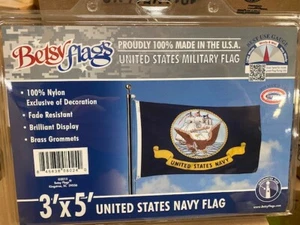 Betsy Flags
PROUDLY 100% MADE IN THE U.S.A.
UNITED STATES MILITARY FLAG
• 100% Nylon
Exclusive of Decoration
• Fade Resistant
• Brilliant Display
• Brass Grommets
UNITED STATES NAVY
3'x5' UNITED STATES NAVY FLAG